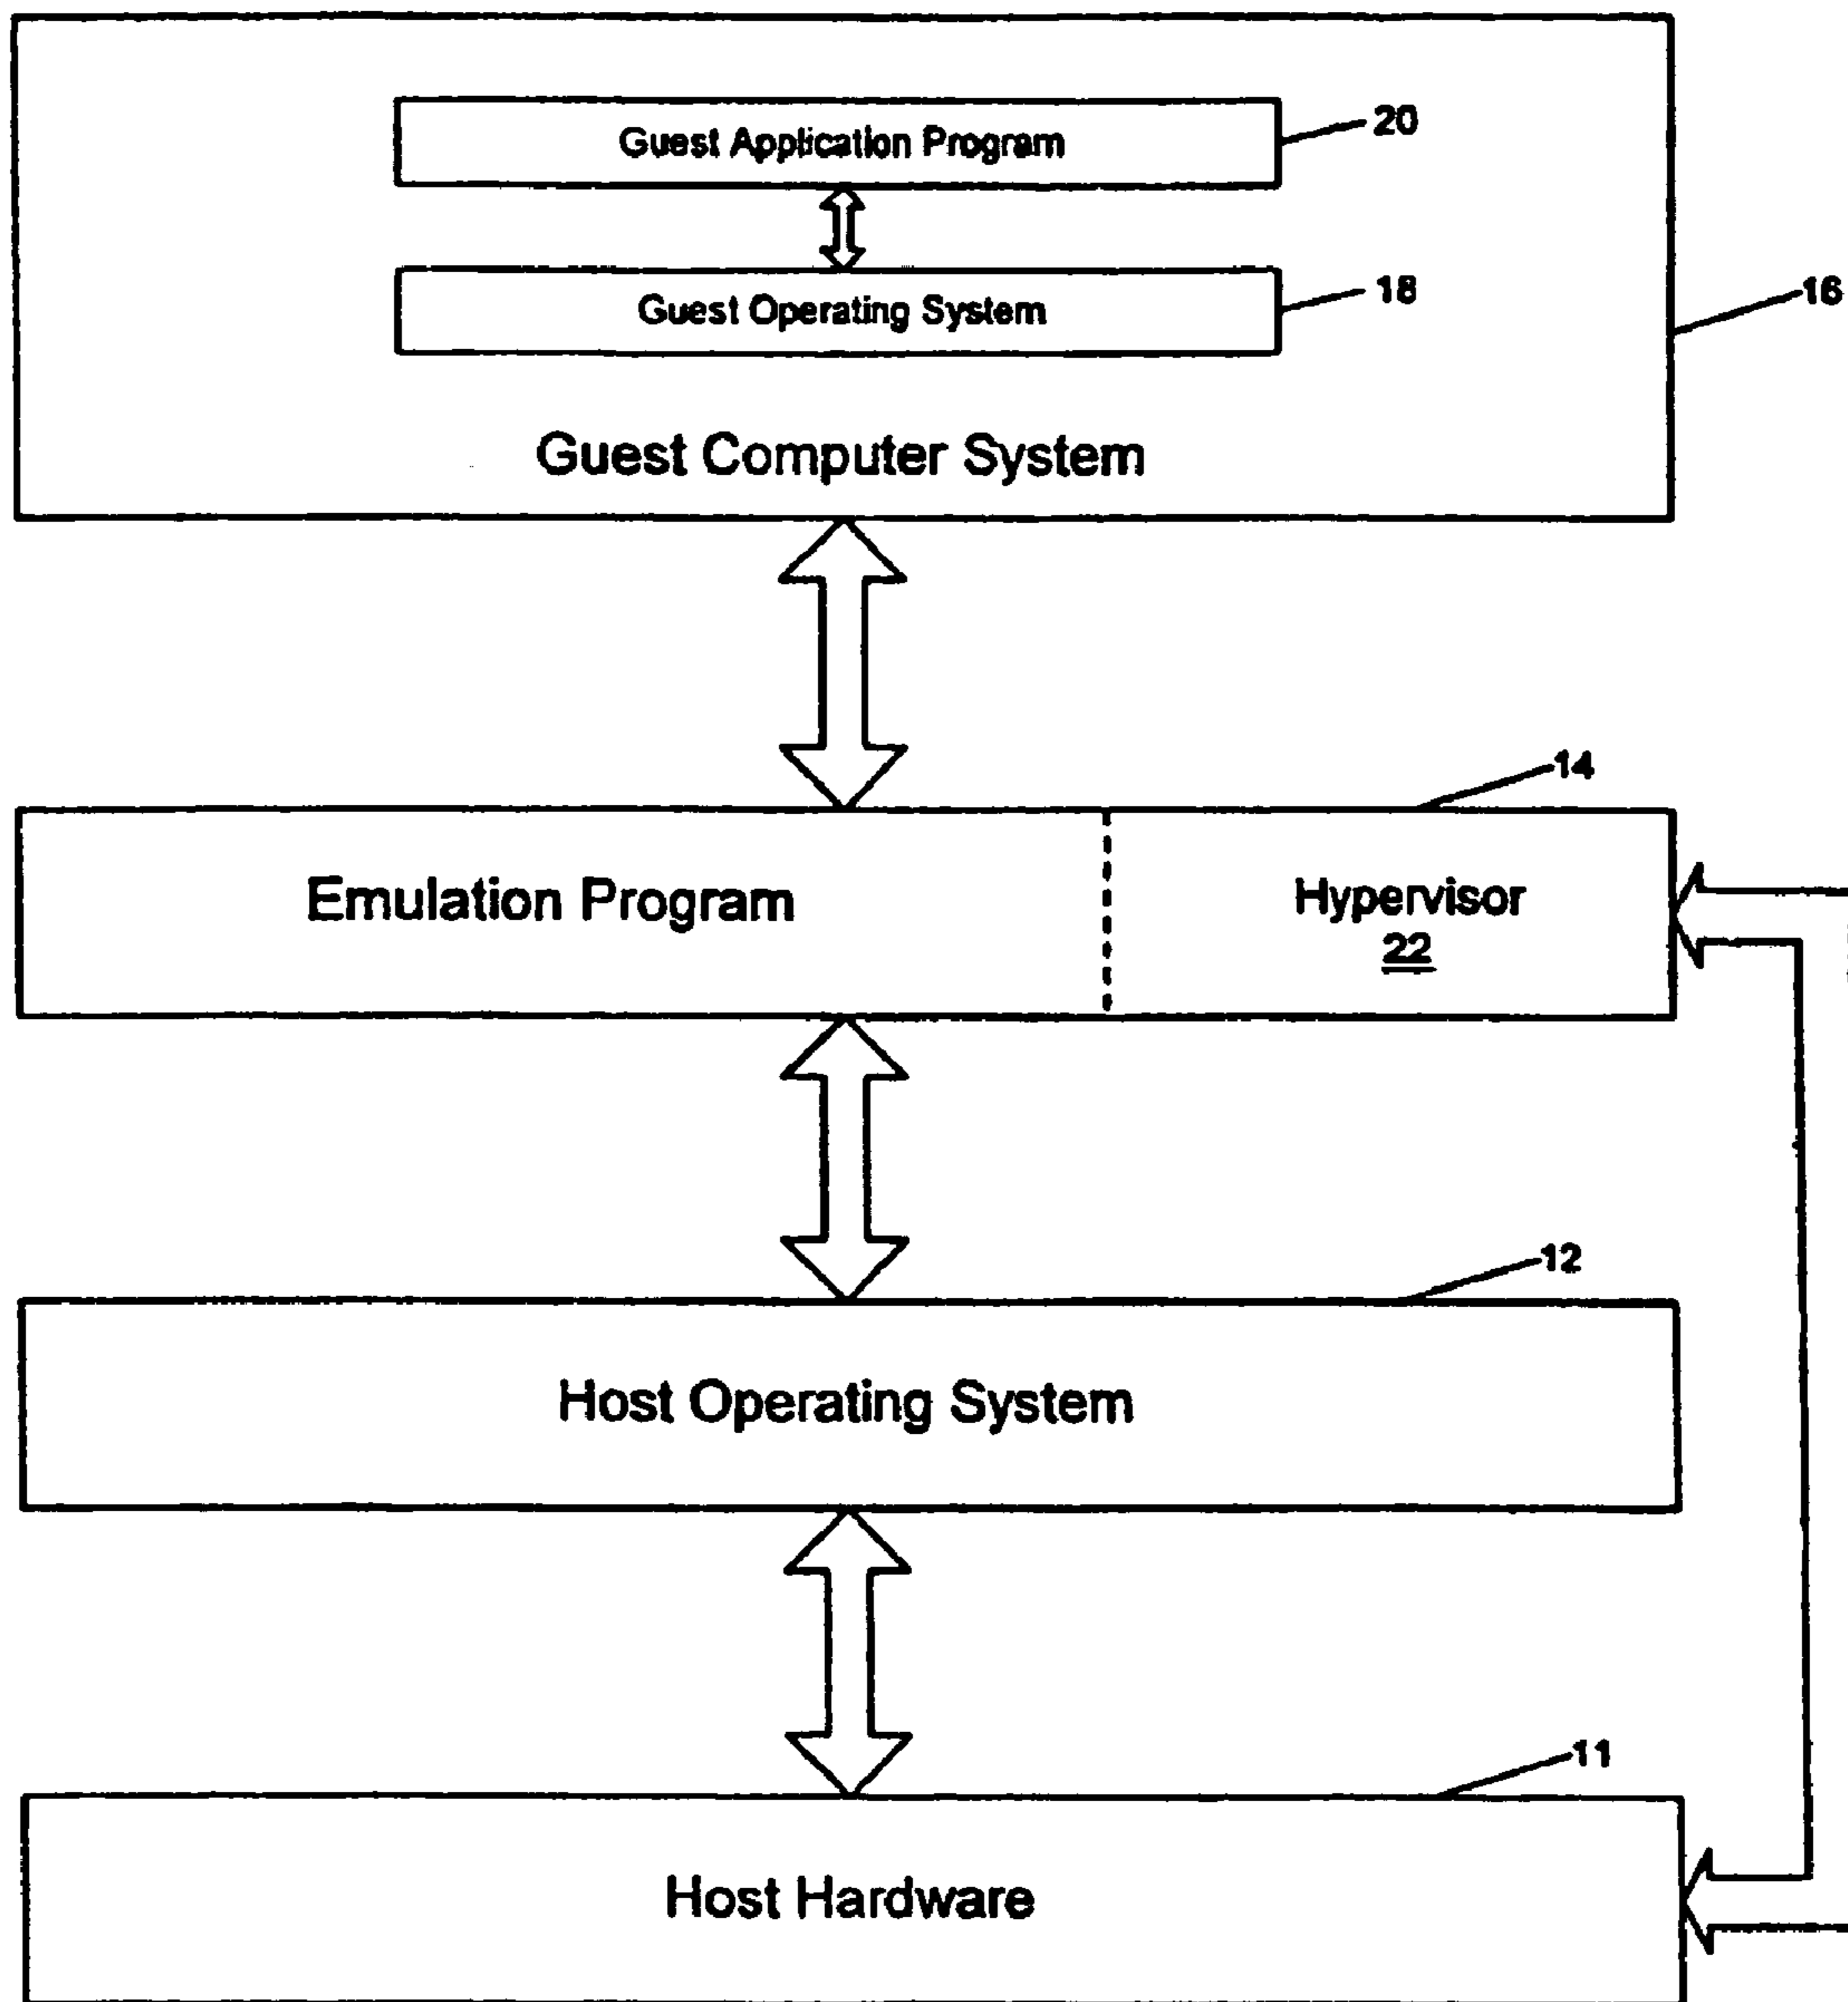 Guest Application Program
20
Guest Operating System
18
16
Guest Computer System
14
Emulation Program
Hypervisor
22
12
Host Operating System
11
Host Hardware